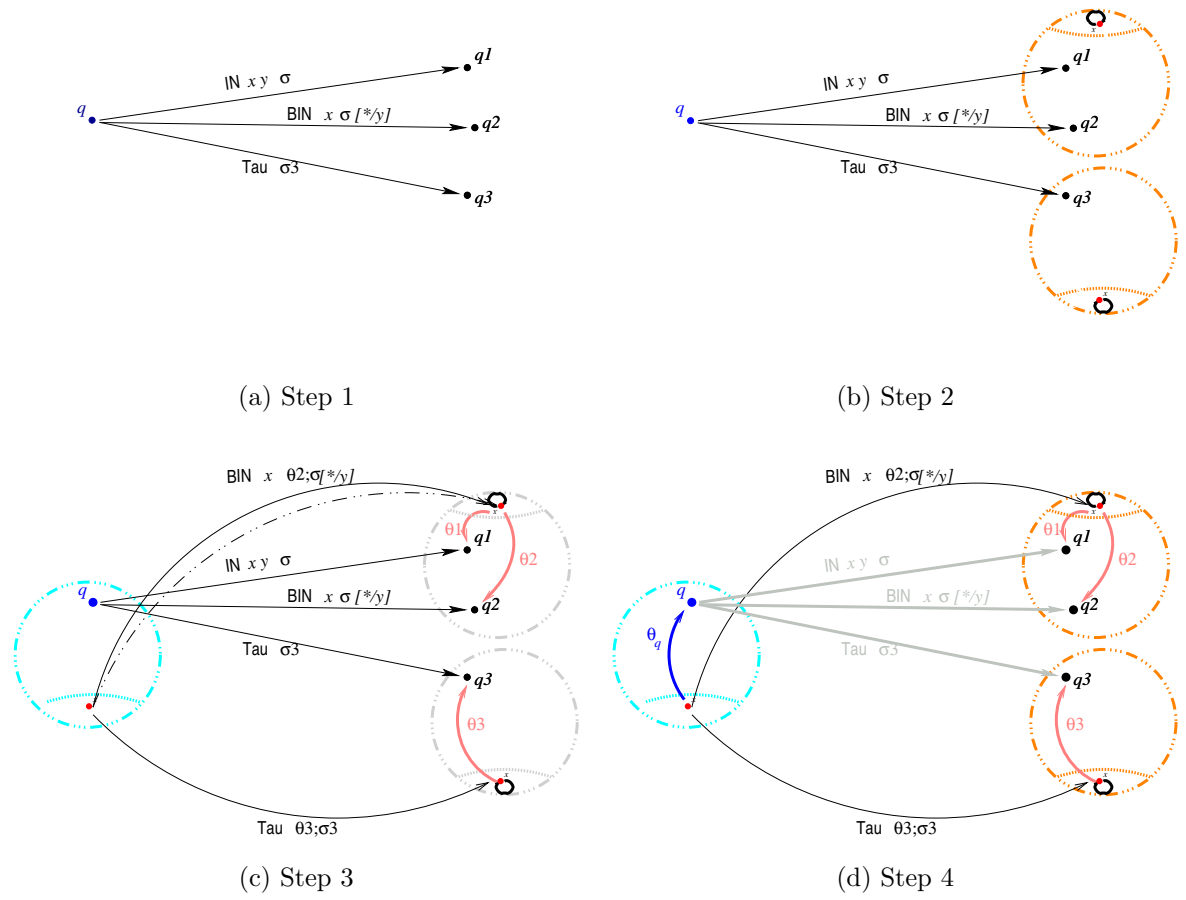 q
IN x y σ
q1
BIN x σ [*/y]
q2
Tau σ3
q3
(a) Step 1
x
q
IN x y σ
q1
BIN x σ [*/y]
q2
Tau σ3
q3
x
(b) Step 2
BIN x θ2;σ[*/y]
x
θ1
q1
IN x y σ
θ2
q
BIN x σ [*/y]
q2
Tau σ3
q3
θ3
x
Tau θ3;σ3
(c) Step 3
BIN x θ2;σ[*/y]
x
θ1
q1
IN x y σ
θ2
q
BIN x σ [*/y]
q2
θq
Tau σ3
q3
θ3
x
Tau θ3;σ3
(d) Step 4